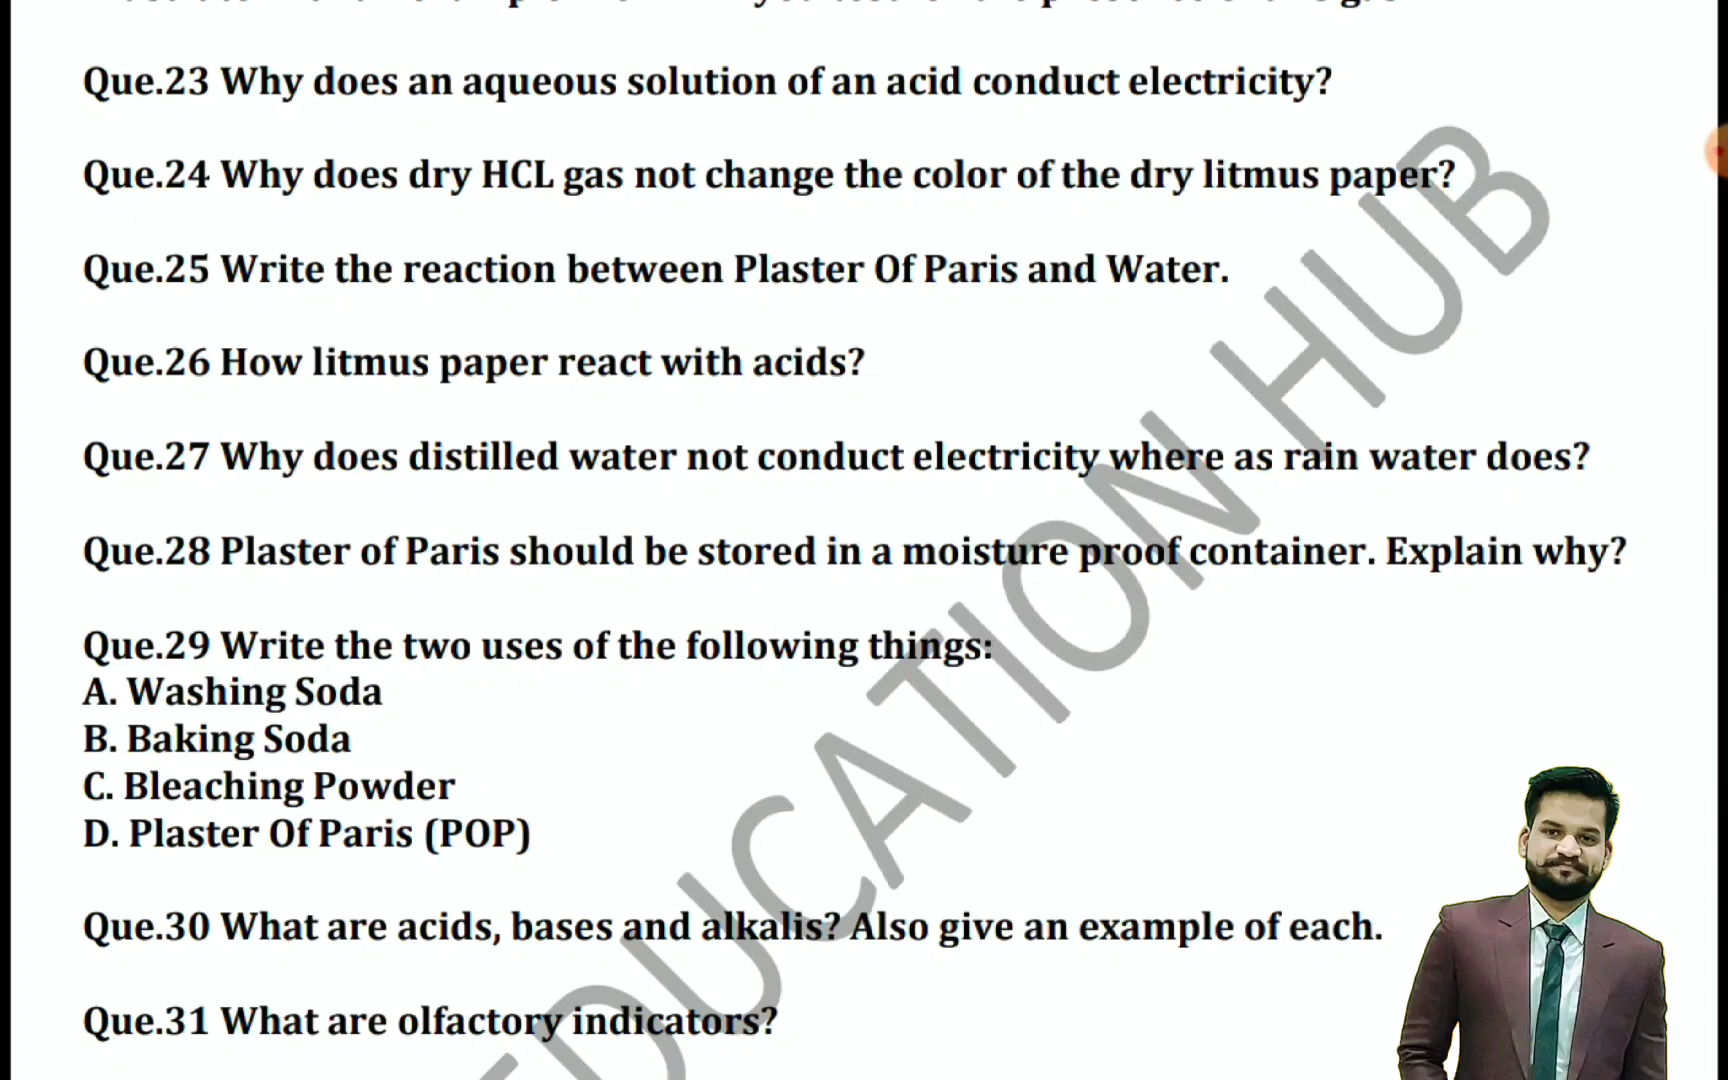 Que.23 Why does an aqueous solution of an acid conduct electricity?
Que.24 Why does dry HCL gas not change the color of the dry litmus paper?
Que.25 Write the reaction between Plaster Of Paris and Water.
Que.26 How litmus paper react with acids?
Que.27 Why does distilled water not conduct electricity where as rain water does?
Que.28 Plaster of Paris should be stored in a moisture proof container. Explain why?
Que.29 Write the two uses of the following things:
A. Washing Soda
B. Baking Soda
C. Bleaching Powder
D. Plaster Of Paris (POP)
Que.30 What are acids, bases and alkalis? Also give an example of each.
Que.31 What are olfactory indicators?
EDUCATION HUB